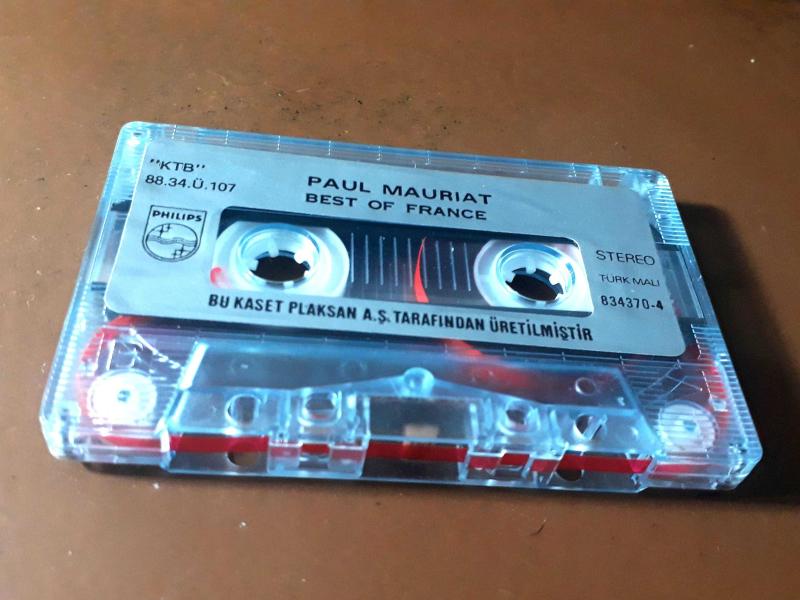 "KTB"
88.34.Ü.107
PAUL MAURIAT
BEST OF FRANCE
PHILIPS
STEREO
TÜRK MALI
834370-4
BU KASET PLAKSAN A.Ş. TARAFINDAN ÜRETİLMİŞTİR